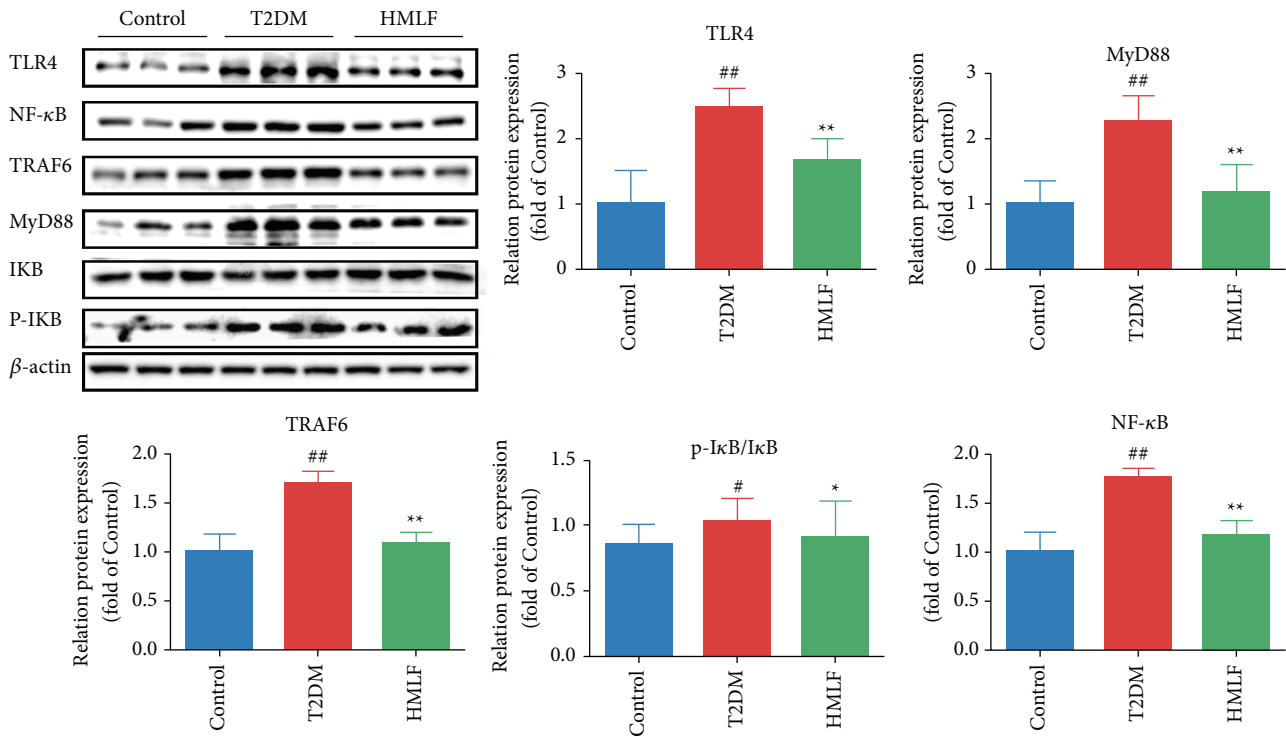 Control T2DM HMLF
TLR4
NF-κB
TRAF6
MyD88
IKB
P-IKB
β-actin
TLR4
Relation protein expression
(fold of Control)
3
2
1
0
##
**
Control
T2DM
HMLF
MyD88
Relation protein expression
(fold of Control)
3
2
1
0
##
**
Control
T2DM
HMLF
TRAF6
Relation protein expression
(fold of Control)
2.0
1.5
1.0
0.5
0.0
##
**
Control
T2DM
HMLF
p-IκB/IκB
Relation protein expression
(fold of Control)
1.5
1.0
0.5
0.0
#
*
Control
T2DM
HMLF
NF-κB
Relation protein expression
(fold of Control)
2.0
1.5
1.0
0.5
0.0
##
**
Control
T2DM
HMLF